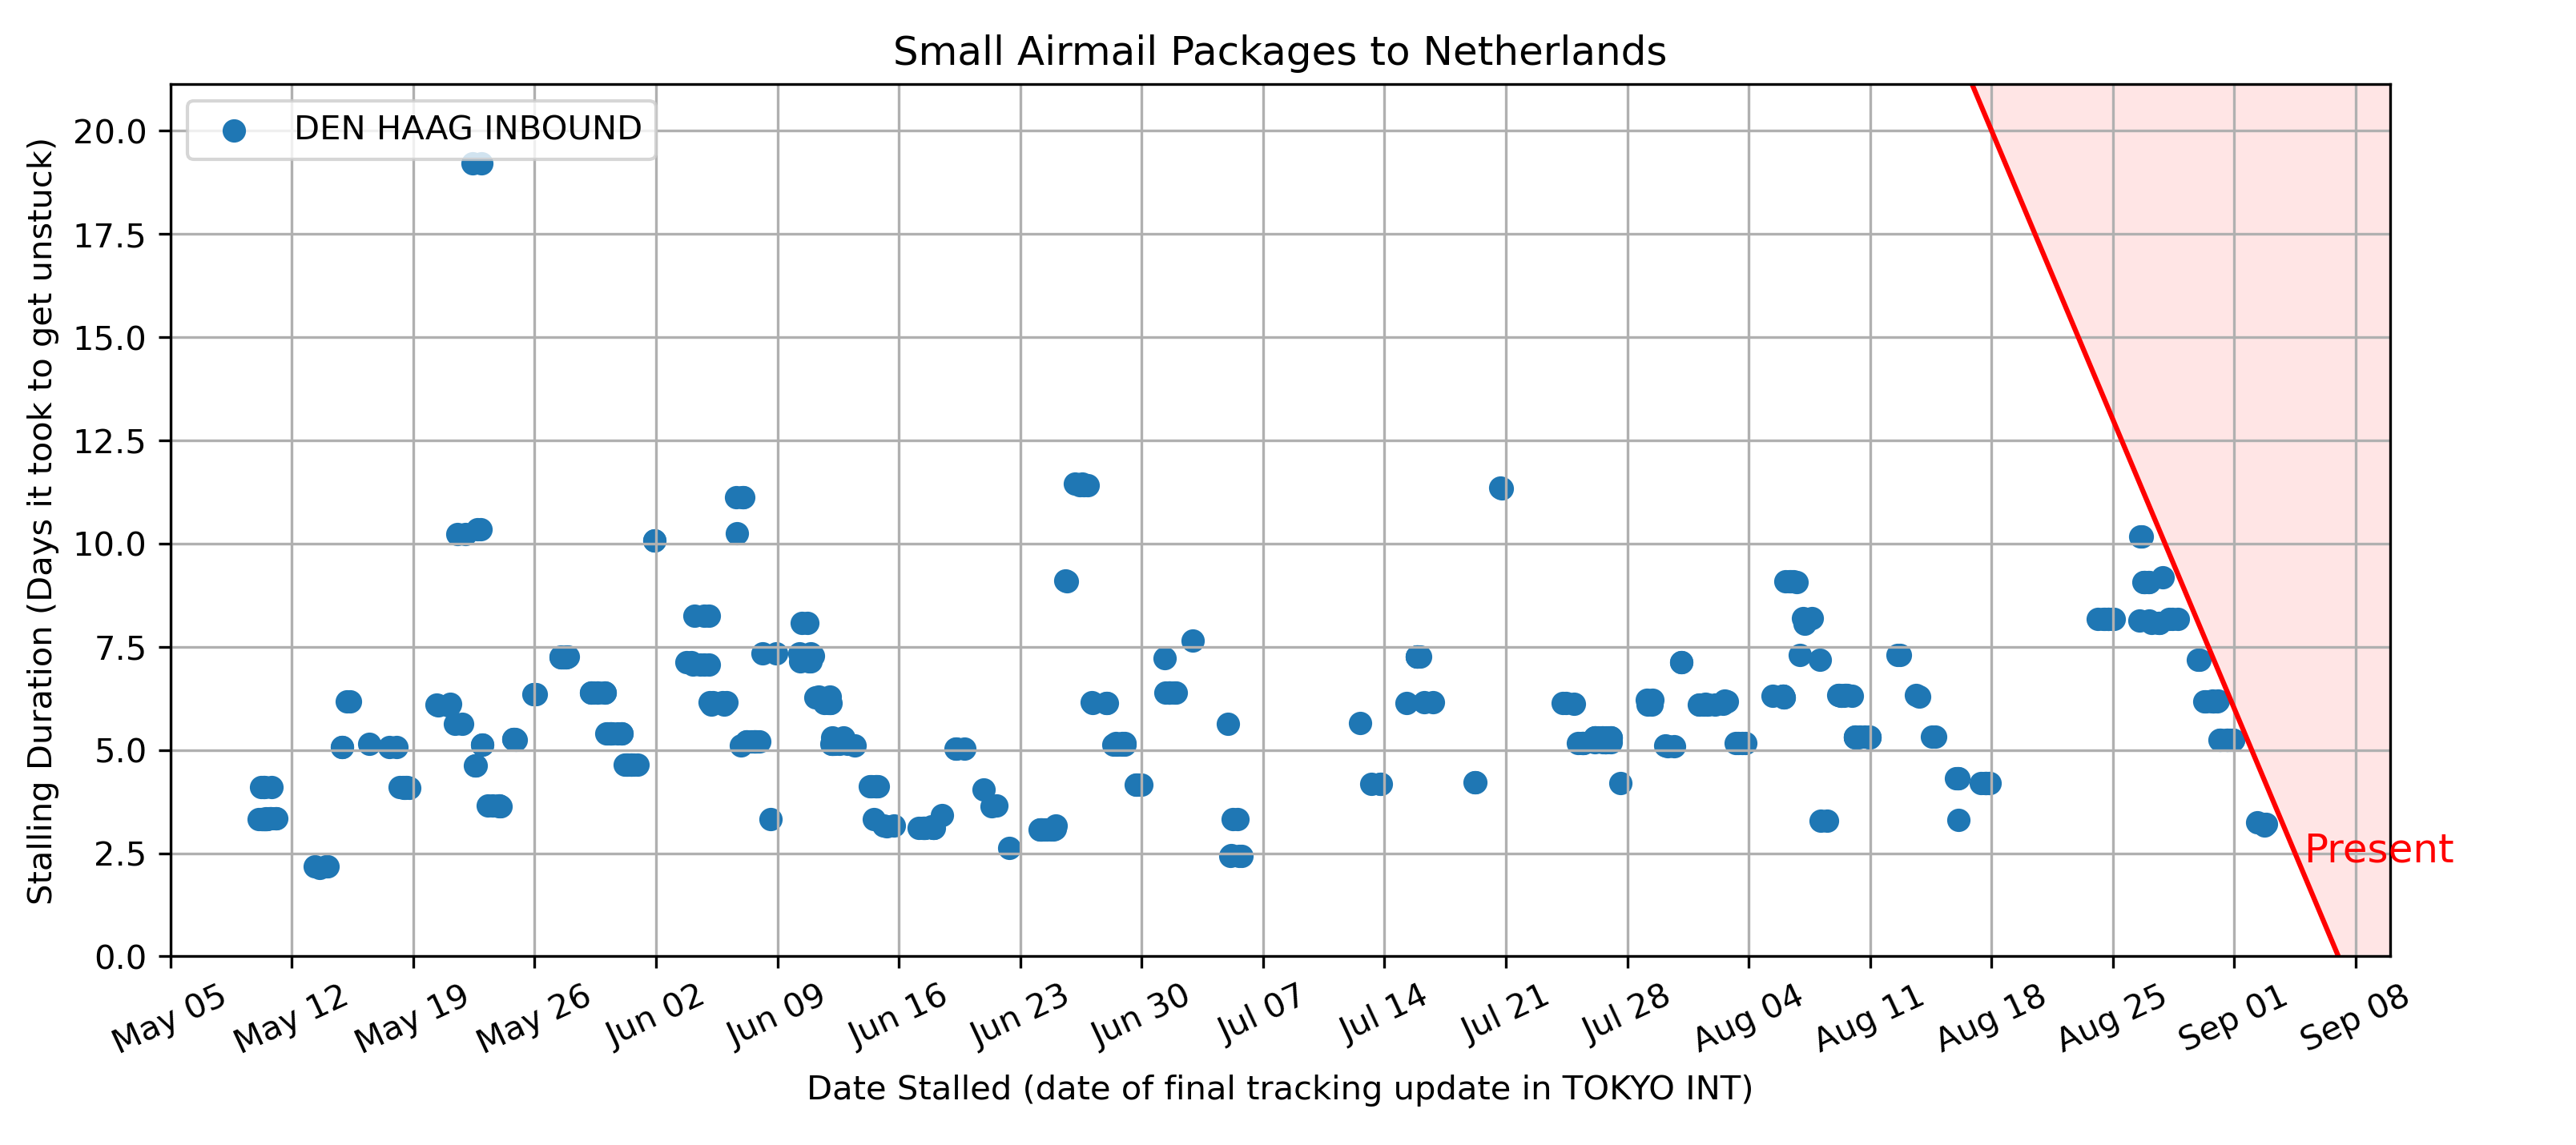 Small Airmail Packages to Netherlands
DEN HAAG INBOUND
Stalling Duration (Days it took to get unstuck)
20.0
17.5
15.0
12.5
10.0
7.5
5.0
2.5
0.0
Present
May 05
May 12
May 19
May 26
Jun 02
Jun 09
Jun 16
Jun 23
Jun 30
Jul 07
Jul 14
Jul 21
Jul 28
Aug 04
Aug 11
Aug 18
Aug 25
Sep 01
Sep 08
Date Stalled (date of final tracking update in TOKYO INT)